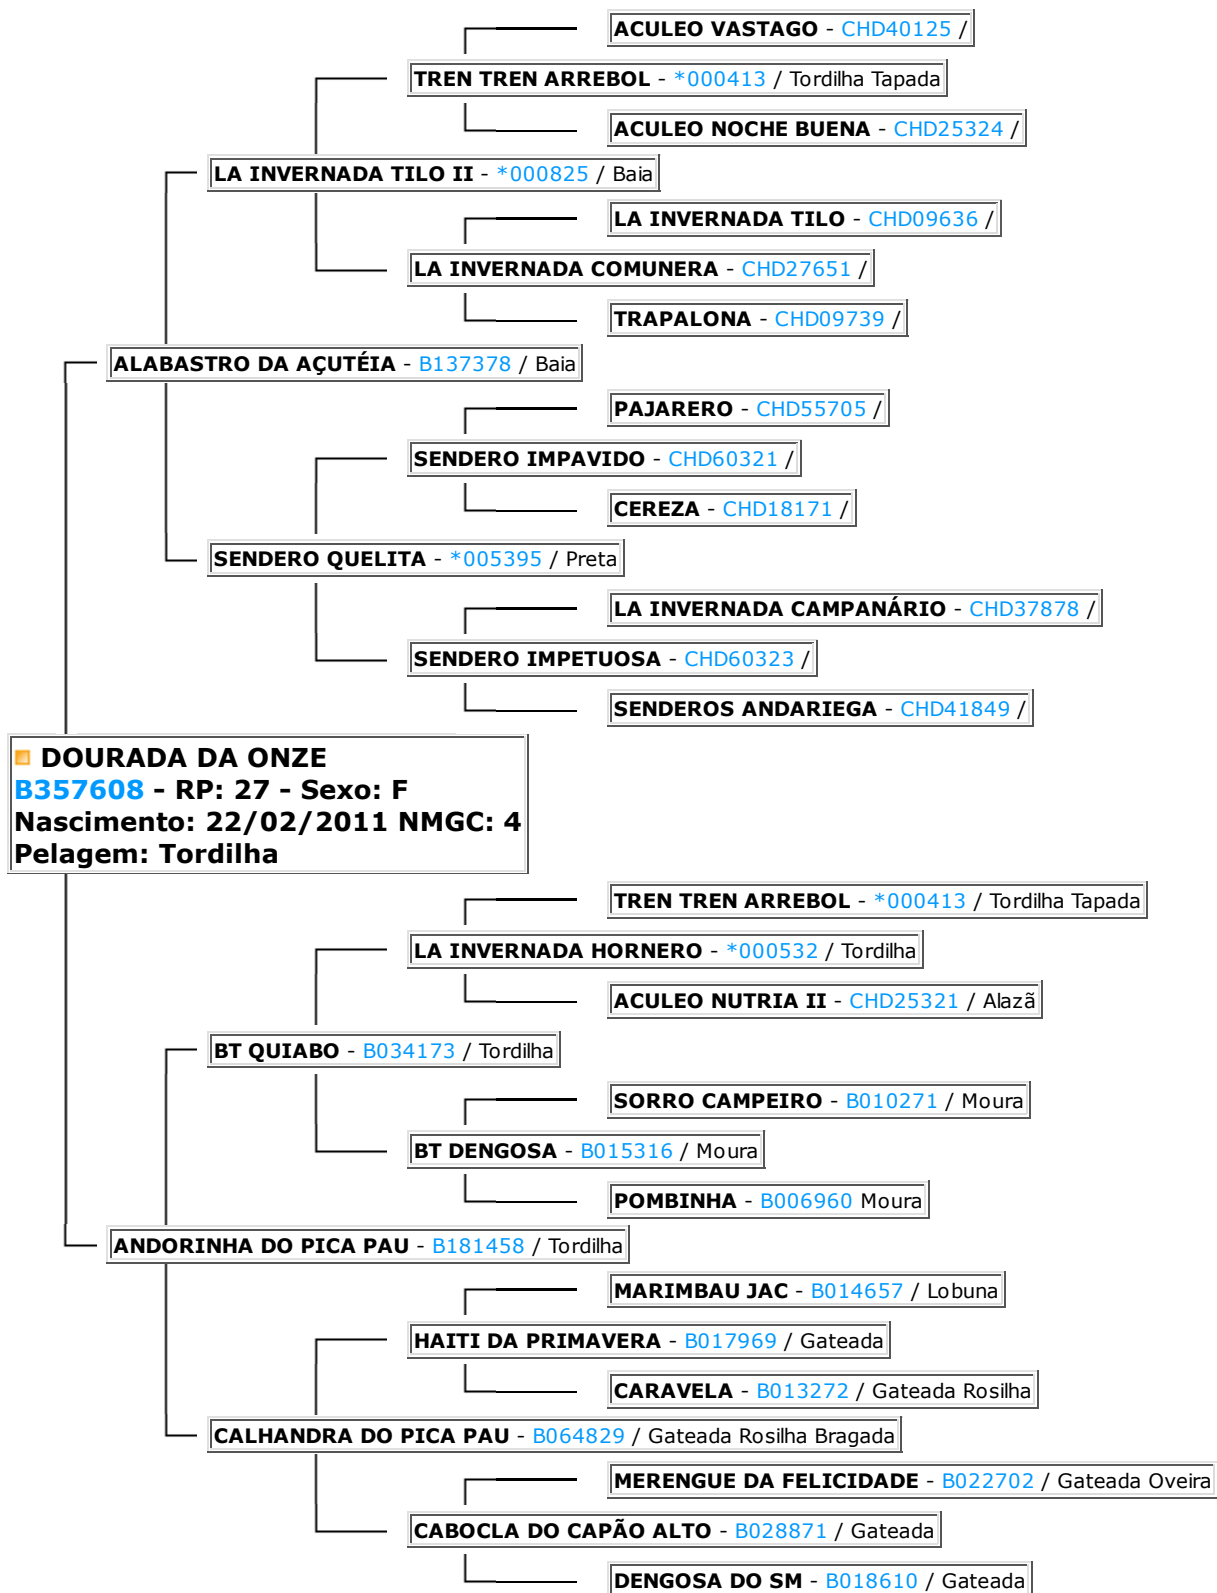 ACULEO VASTAGO - CHD40125 /
TREN TREN ARREBOL - *000413 / Tordilha Tapada
ACULEO NOCHE BUENA - CHD25324 /
LA INVERNADA TILO II - *000825 / Baia
LA INVERNADA TILO - CHD09636 /
LA INVERNADA COMUNERA - CHD27651 /
TRAPALONA - CHD09739 /
ALABASTRO DA AÇUTÉIA - B137378 / Baia
PAJARERO - CHD55705 /
SENDERO IMPAVIDO - CHD60321 /
CEREZA - CHD18171 /
SENDERO QUELITA - *005395 / Preta
LA INVERNADA CAMPANÁRIO - CHD37878 /
SENDERO IMPETUOSA - CHD60323 /
SENDEROS ANDARIEGA - CHD41849 /
DOURADA DA ONZE
B357608 - RP: 27 - Sexo: F
Nascimento: 22/02/2011 NMGC: 4
Pelagem: Tordilha
TREN TREN ARREBOL - *000413 / Tordilha Tapada
LA INVERNADA HORNERO - *000532 / Tordilha
ACULEO NUTRIA II - CHD25321 / Alazã
BT QUIABO - B034173 / Tordilha
SORRO CAMPEIRO - B010271 / Moura
BT DENGOSA - B015316 / Moura
POMBINHA - B006960 Moura
ANDORINHA DO PICA PAU - B181458 / Tordilha
MARIMBAU JAC - B014657 / Lobuna
HAITI DA PRIMAVERA - B017969 / Gateada
CARAVELA - B013272 / Gateada Rosilha
CALHANDRA DO PICA PAU - B064829 / Gateada Rosilha Bragada
MERENGUE DA FELICIDADE - B022702 / Gateada Oveira
CABOCLA DO CAPÃO ALTO - B028871 / Gateada
DENGOSA DO SM - B018610 / Gateada